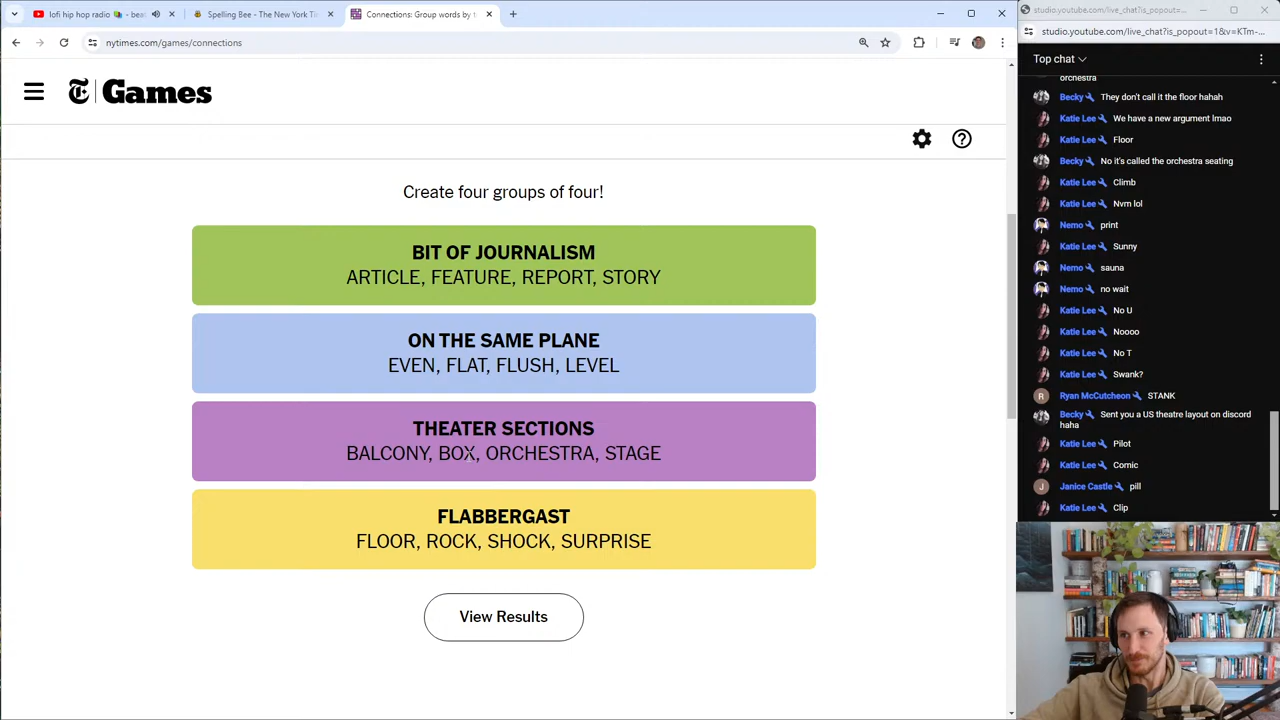 lofi hip hop radio
Spelling Bee - The New York Ti
Connections: Group words by t
nytimes.com/games/connections
Games
Create four groups of four!
BIT OF JOURNALISM
ARTICLE, FEATURE, REPORT, STORY
ON THE SAME PLANE
EVEN, FLAT, FLUSH, LEVEL
THEATER SECTIONS
BALCONY, BOX, ORCHESTRA, STAGE
FLABBERGAST
FLOOR, ROCK, SHOCK, SURPRISE
View Results
studio.youtube.com/live_chat?is_popout=...
studio.youtube.com/live_chat?is_popout=1&v=KTm-...
Top chat
orchestra
Becky They don't call it the floor hahah
Katie Lee We have a new argument lmao
Katie Lee Floor
Becky No it's called the orchestra seating
Katie Lee Climb
Katie Lee Nvm lol
Nemo print
Katie Lee Sunny
Nemo sauna
Nemo no wait
Katie Lee No U
Katie Lee Noooo
Katie Lee No T
Katie Lee Swank?
R Ryan McCutcheon STANK
Becky Sent you a US theatre layout on discord
haha
Katie Lee Pilot
Katie Lee Comic
J Janice Castle pill
Katie Lee Clip